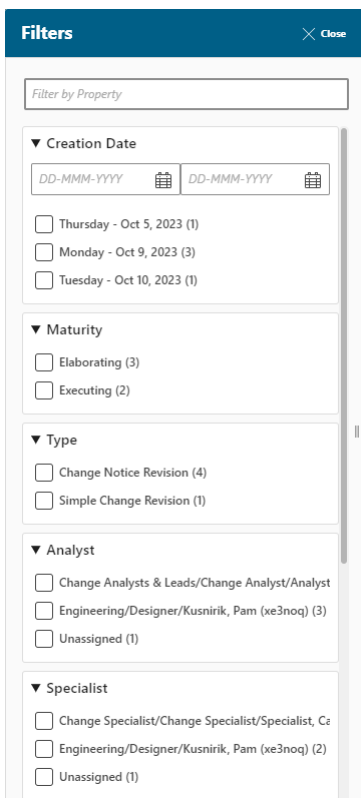 Filters
Close
Filter by Property
Creation Date
DD-MMM-YYYY DD-MMM-YYYY
Thursday - Oct 5, 2023 (1)
Monday - Oct 9, 2023 (3)
Tuesday - Oct 10, 2023 (1)
Maturity
Elaborating (3)
Executing (2)
Type
Change Notice Revision (4)
Simple Change Revision (1)
Analyst
Change Analysts & Leads/Change Analyst/Analyst
Engineering/Designer/Kusnirik, Pam (xe3noq) (3)
Unassigned (1)
Specialist
Change Specialist/Change Specialist/Specialist, Ca
Engineering/Designer/Kusnirik, Pam (xe3noq) (2)
Unassigned (1)